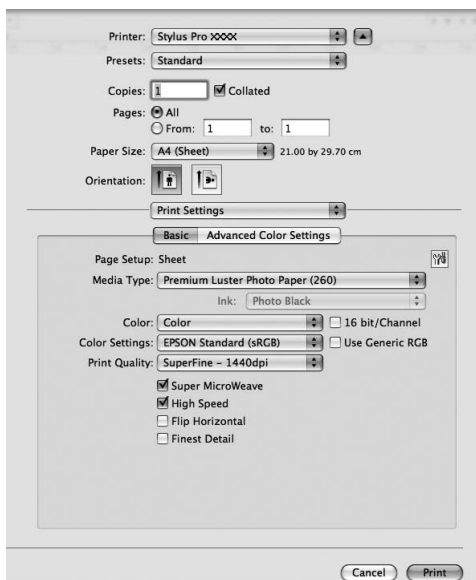 Printer: Stylus Pro XXXX
Presets: Standard
Copies: 1 Collated
Pages: All
From: 1 to: 1
Paper Size: A4 (Sheet) 21.00 by 29.70 cm
Orientation:
Print Settings
Basic Advanced Color Settings
Page Setup: Sheet
Media Type: Premium Luster Photo Paper (260)
Ink: Photo Black
Color: Color 16 bit/Channel
Color Settings: EPSON Standard (sRGB) Use Generic RGB
Print Quality: SuperFine - 1440dpi
Super MicroWeave
High Speed
Flip Horizontal
Finest Detail
Cancel Print